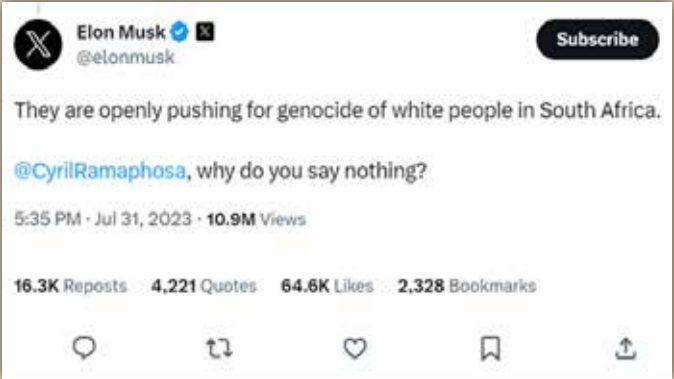 Elon Musk
@elonmusk
Subscribe
They are openly pushing for genocide of white people in South Africa.
@CyrilRamaphosa, why do you say nothing?
5:35 PM · Jul 31, 2023 · 10.9M Views
16.3K Reposts 4,221 Quotes 64.6K Likes 2,328 Bookmarks